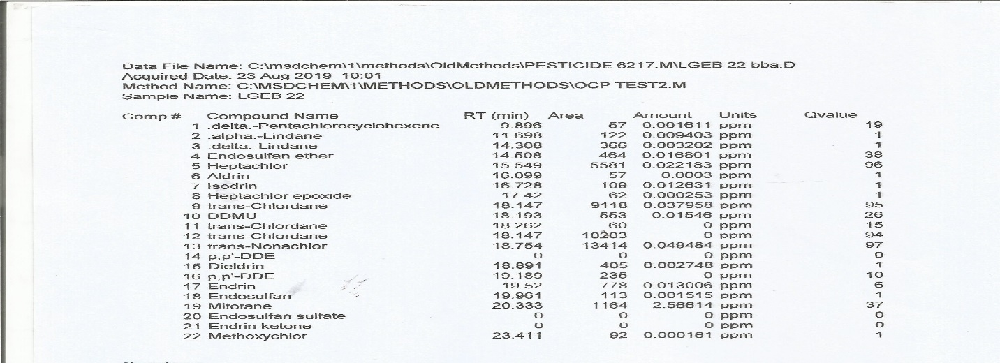 Data File Name: C:\msdchem\1\methods\OldMethods\PESTICIDE 6217.M\LGEB 22 bba.D
Acquired Date: 23 Aug 2019 10:01
Method Name: C:\MSDCHEM\1\METHODS\OLDMETHODS\OCP TEST2.M
Sample Name: LGEB 22
Comp # Compound Name RT (min) Area Amount Units Qvalue
1 .delta.-Pentachlorocyclohexene 9.896 57 0.001611 ppm 19
2 .alpha.-Lindane 11.698 122 0.009403 ppm 1
3 .delta.-Lindane 14.308 366 0.003202 ppm 1
4 Endosulfan ether 14.508 464 0.016801 ppm 38
5 Heptachlor 15.549 5581 0.022183 ppm 96
6 Aldrin 16.099 57 0.0003 ppm 1
7 Isodrin 16.728 109 0.012631 ppm 1
8 Heptachlor epoxide 17.42 62 0.000253 ppm 1
9 trans-Chlordane 18.147 9118 0.037958 ppm 95
10 DDMU 18.193 553 0.01546 ppm 26
11 trans-Chlordane 18.262 60 0 ppm 15
12 trans-Chlordane 18.147 10203 0 ppm 94
13 trans-Nonachlor 18.754 13414 0.049484 ppm 97
14 p,p'-DDE 0 0 0 ppm 0
15 Dieldrin 18.891 405 0.002748 ppm 1
16 p,p'-DDE 19.189 235 0 ppm 10
17 Endrin 19.52 778 0.013006 ppm 6
18 Endosulfan 19.961 113 0.001515 ppm 1
19 Mitotane 20.333 1164 2.56614 ppm 37
20 Endosulfan sulfate 0 0 0 ppm 0
21 Endrin ketone 0 0 0 ppm 0
22 Methoxychlor 23.411 92 0.000161 ppm 1